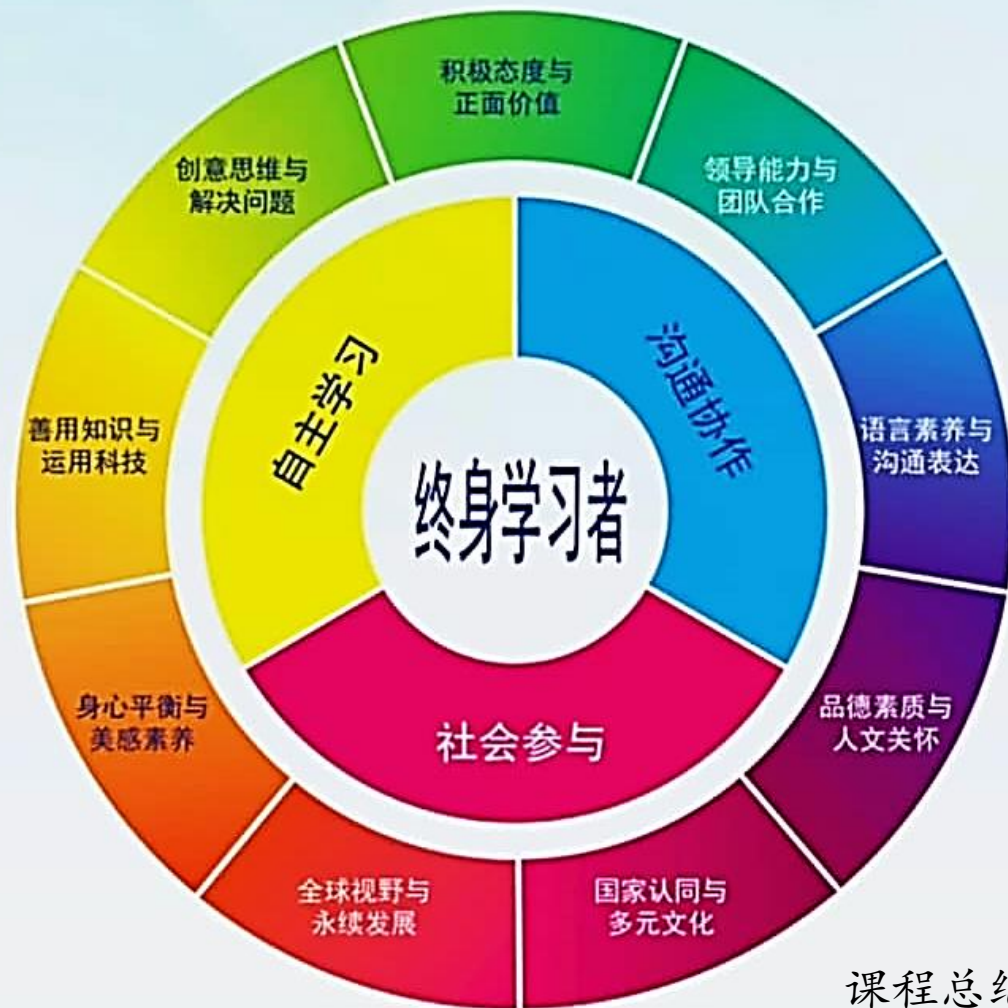 积极态度与
正面价值
领导能力与
团队合作
语言素养与
沟通表达
品德素质与
人文关怀
国家认同与
多元文化
全球视野与
永续发展
身心平衡与
美感素养
善用知识与
运用科技
创意思维与
解决问题
自主学习
沟通协作
社会参与
终身学习者
课程总